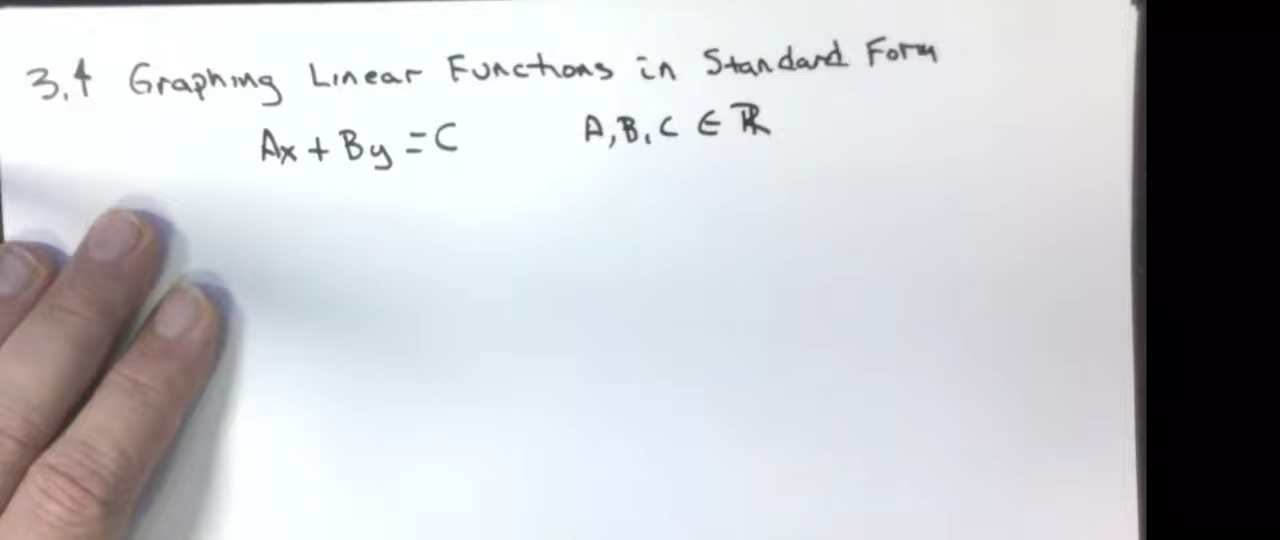 3.4 Graphing Linear Functions in Standard Form
Ax + By = C A, B, C ∈ ℝ